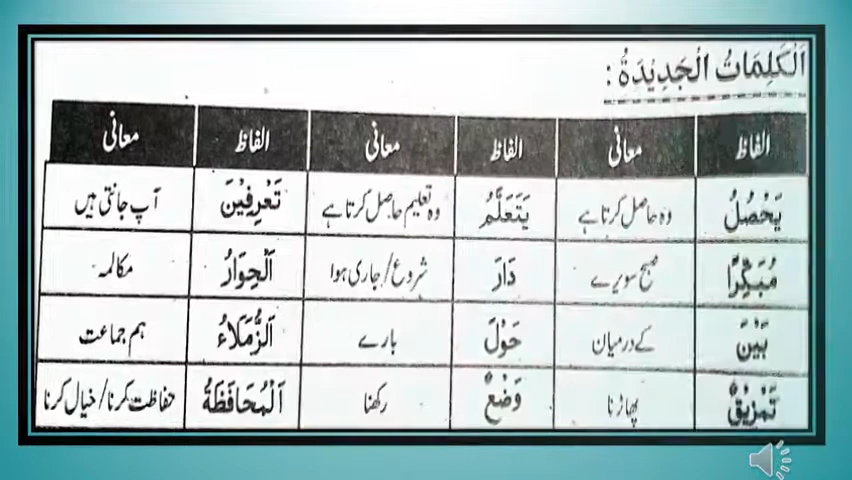 اَلْكَلِمَاتُ الْجَدِيْدَةُ :
الفاظ معانی الفاظ معانی الفاظ معانی
يَحْصُلُ وہ حاصل کرتا ہے يَتَعَلَّمُ وہ تعلیم حاصل کرتا ہے تَعْرِفِيْنَ آپ جانتی ہیں
مُبَكِّرًا صبح سویرے دَارَ شروع/جاری ہوا اَلْحِوَارُ مکالمہ
بَيْنَ کے درمیان حَوْلَ بارے اَلزُّمَلَاءُ ہم جماعت
تَمْزِيْقٌ پھاڑنا وَضْعٌ رکھنا اَلْمُحَافَظَةُ حفاظت کرنا/خیال کرنا